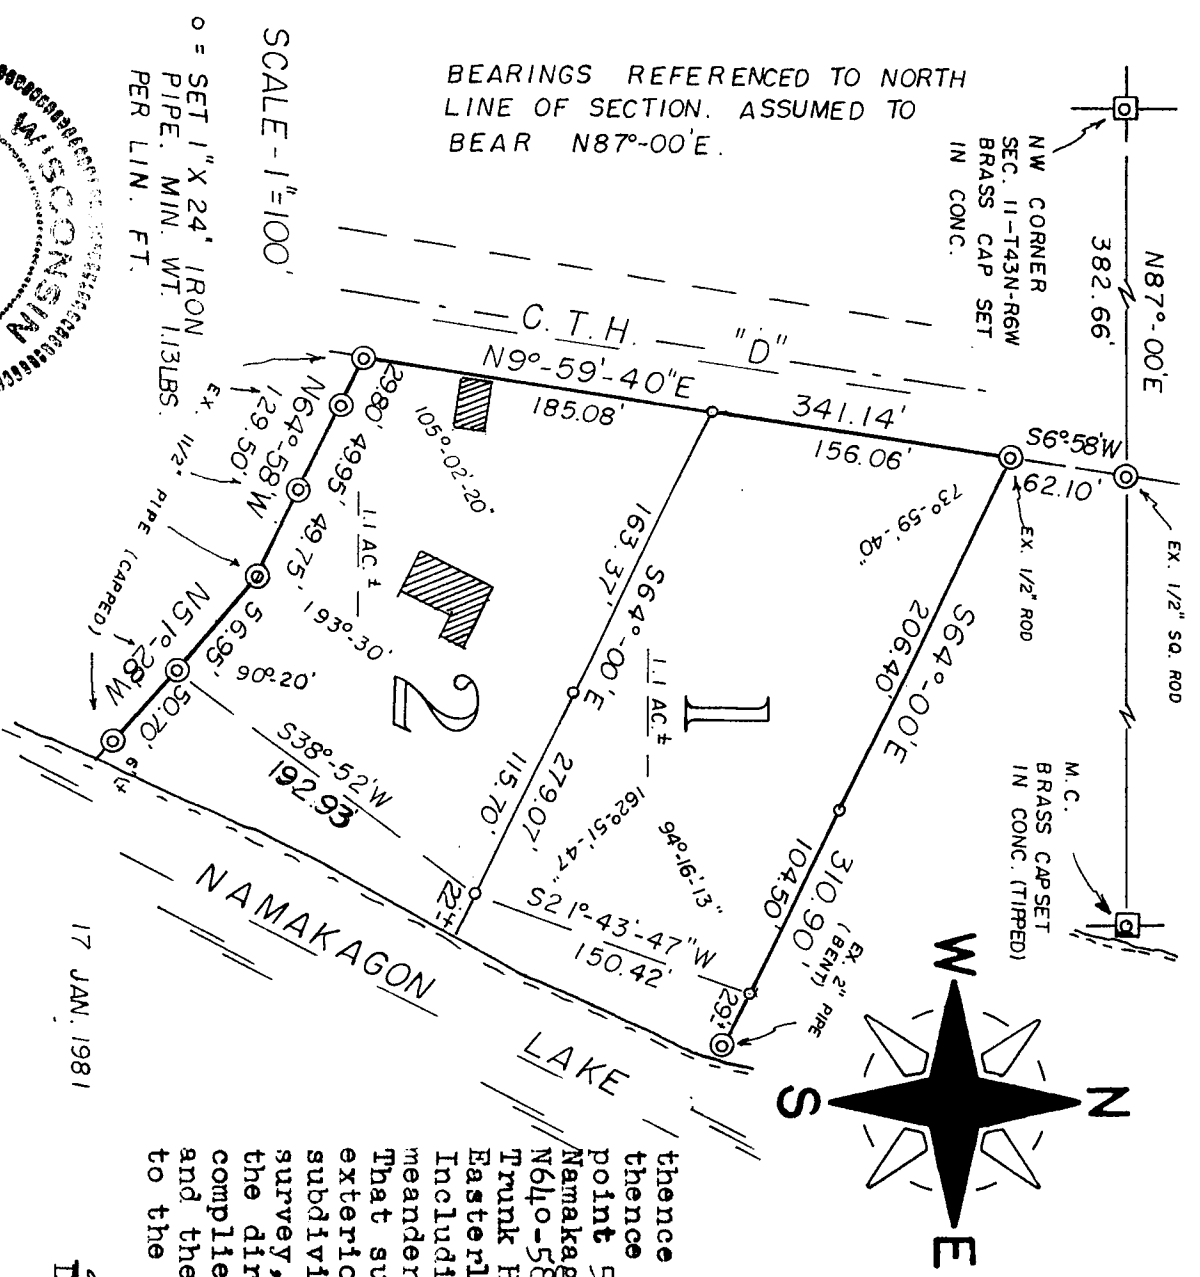 BEARINGS REFERENCED TO NORTH
LINE OF SECTION. ASSUMED TO
BEAR N87°-00'E.
NW CORNER
SEC. 11-T43N-R6W
BRASS CAP SET
IN CONC.
N87°-00'E
382.66'
S6°58'W
62.10'
EX. 1/2" SQ. ROD
EX. 1/2" ROD
M.C.
BRASS CAP SET
IN CONC. (TIPPED)
C. T. H. "D"
N9°-59'-40"E
341.14'
185.08'
156.06'
73°-59'-40"
S64°-00'E
206.40'
310.90'
104.50'
29'±
EX. 2" PIPE
(BENT)
94°-16'-13"
1
1.1 AC.±
162°-51'-47"
S21°-43'-47"W
150.42'
S64°-00'E
163.37'
279.07'
115.70'
22'±
2
1.1 AC.±
105°-02'-20"
193°-30'
90°-20'
S38°-52'W
192.93'
29.80'
49.95'
49.75'
N64°-58'W
129.50'
56.95'
50.70'
N51°-28'W
6'±
EX. 1 1/2" PIPE (CAPPED)
NAMAKAGON
LAKE
SCALE - 1"=100'
o = SET 1" X 24" IRON
PIPE. MIN. WT. 1.13 LBS.
PER LIN. FT.
WISCONSIN
17 JAN. 1981
N
W
E
S
thence
thence
point 5
Namakag
N640-58
Trunk H
Easterl
Includi
meander
That su
exterio
subdivi
survey,
the dir
complie
and the
to the